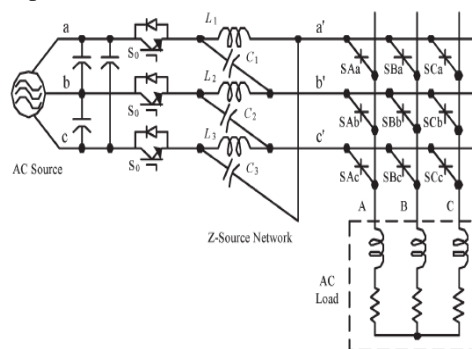 a
L1
a'
S0
C1
SAa
SBa
SCa
b
L2
b'
S0
C2
SAb
SBb
SCb
c
L3
c'
S0
C3
SAc
SBc
SCc
AC Source
A
B
C
Z-Source Network
AC
Load